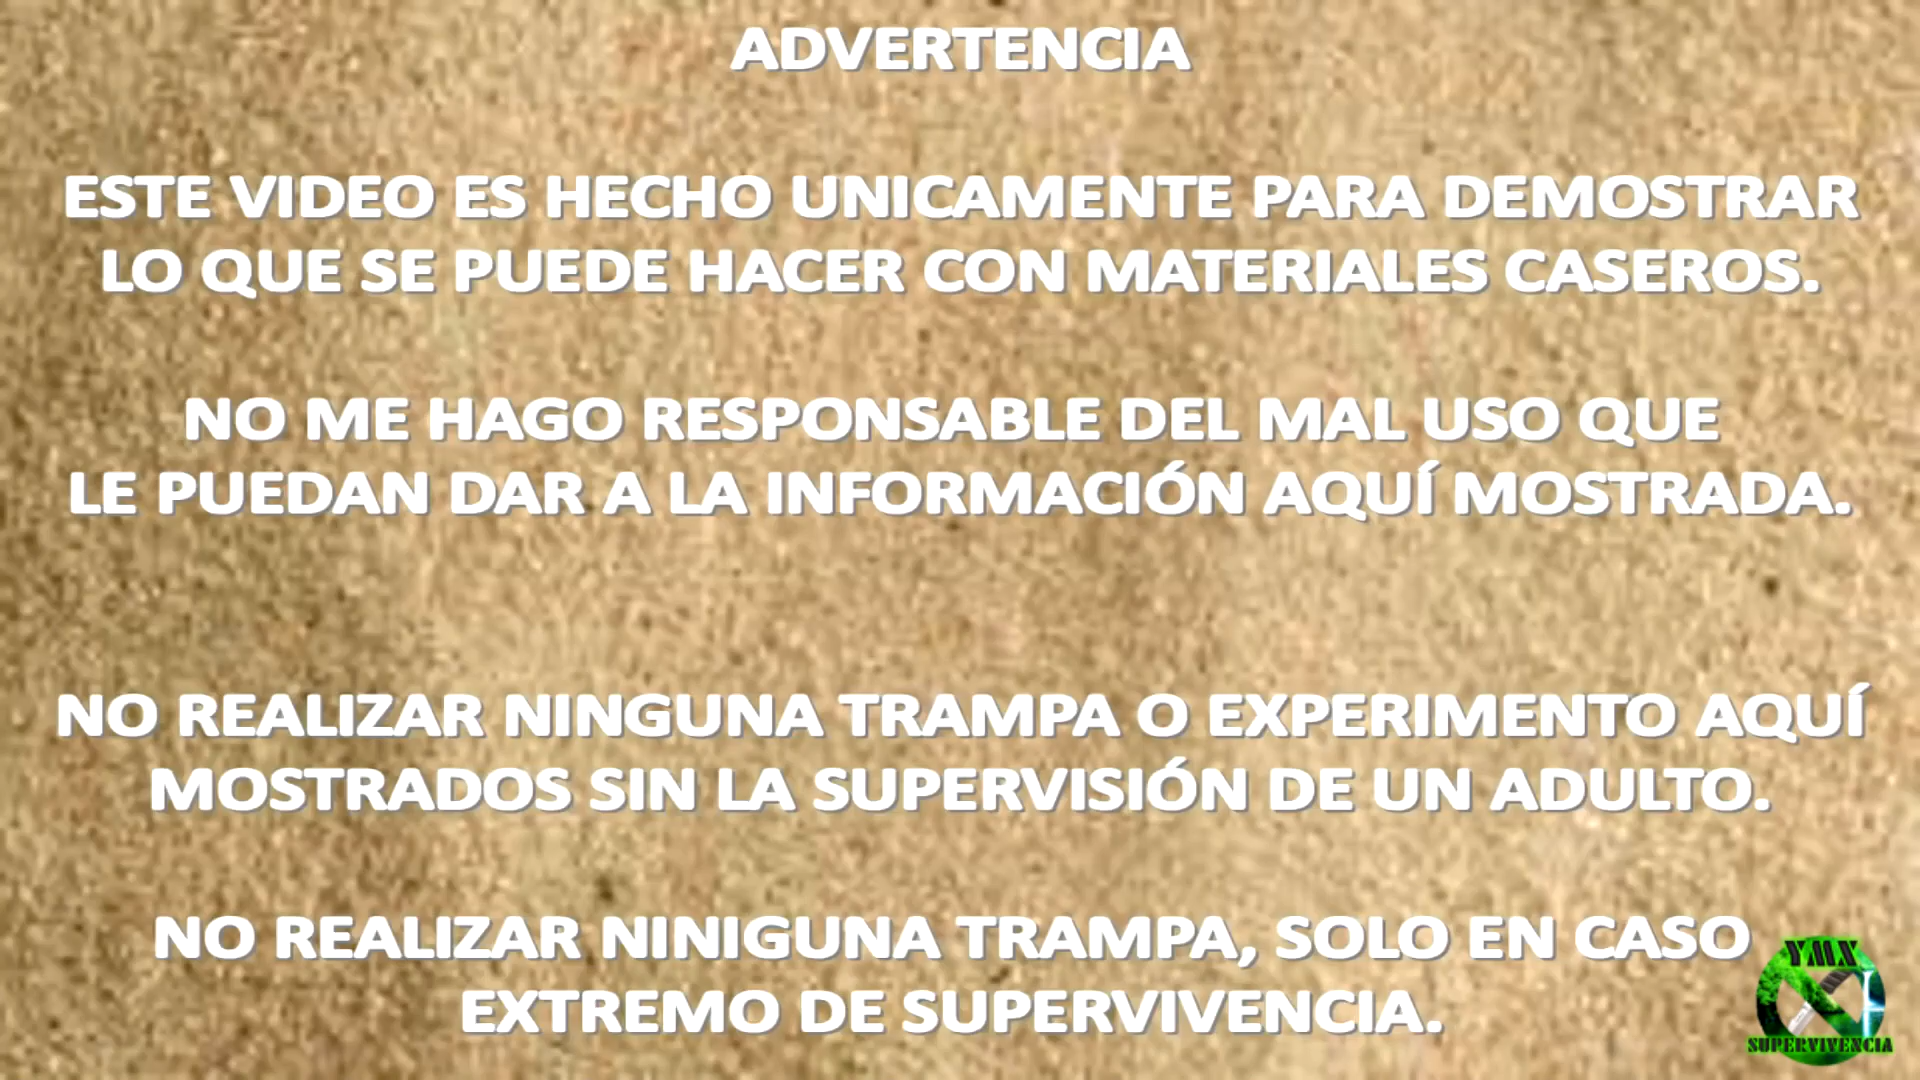 ADVERTENCIA
ESTE VIDEO ES HECHO UNICAMENTE PARA DEMOSTRAR
LO QUE SE PUEDE HACER CON MATERIALES CASEROS.
NO ME HAGO RESPONSABLE DEL MAL USO QUE
LE PUEDAN DAR A LA INFORMACIÓN AQUÍ MOSTRADA.
NO REALIZAR NINGUNA TRAMPA O EXPERIMENTO AQUÍ
MOSTRADOS SIN LA SUPERVISIÓN DE UN ADULTO.
NO REALIZAR NINIGUNA TRAMPA, SOLO EN CASO
EXTREMO DE SUPERVIVENCIA.
YMX
SUPERVIVENCIA